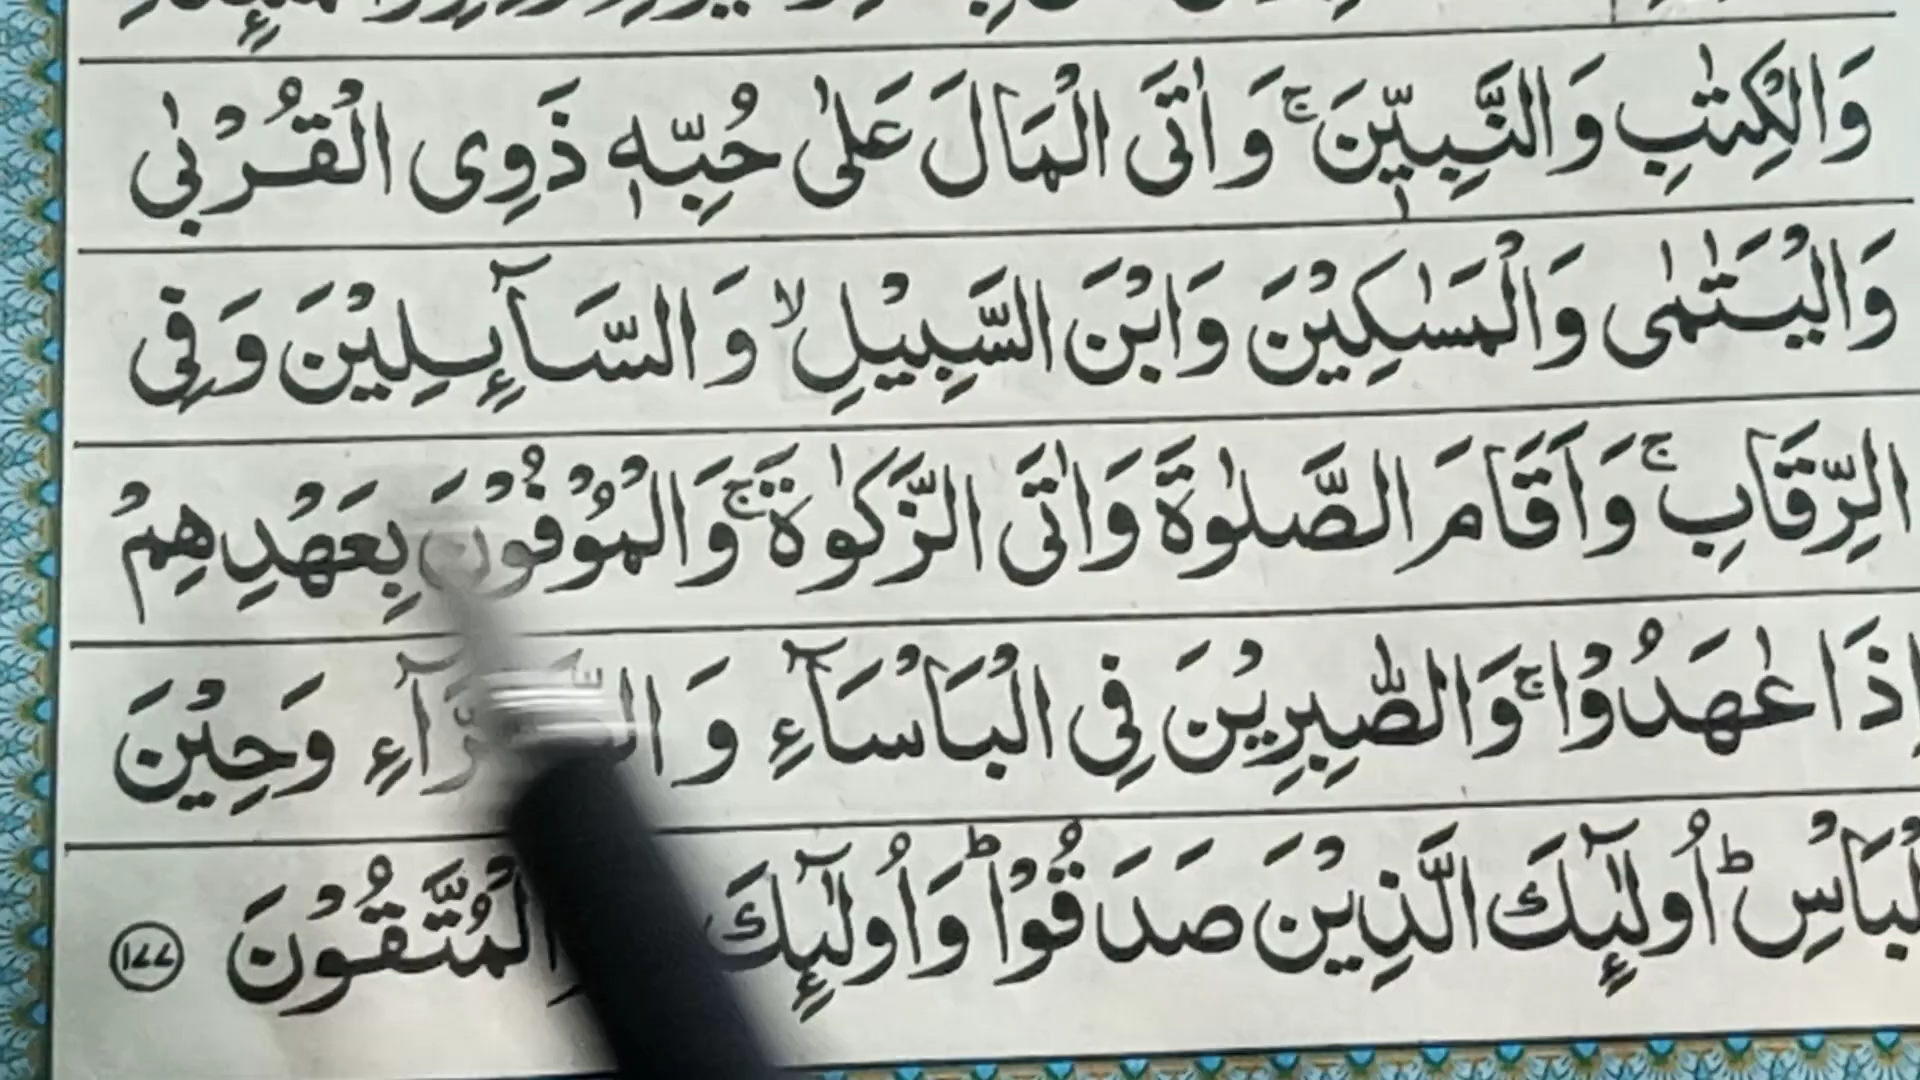 وَالْكِتٰبِ وَالنَّبِيّٖنَ ۚ وَاٰتَى الْمَالَ عَلٰى حُبِّهٖ ذَوِى الْقُرْبٰى
وَالْيَتٰمٰى وَالْمَسٰكِيْنَ وَابْنَ السَّبِيْلِ ۙ وَالسَّآئِلِيْنَ وَفِى
الرِّقَابِ ۚ وَاَقَامَ الصَّلٰوةَ وَاٰتَى الزَّكٰوةَ ۚ وَالْمُوْفُوْنَ بِعَهْدِهِمْ
اِذَا عٰهَدُوْا ۚ وَالصّٰبِرِيْنَ فِى الْبَاْسَآءِ وَ وَحِيْنَ
الْبَاْسِ ؕ اُولٰٓئِكَ الَّذِيْنَ صَدَقُوْا ؕ وَاُولٰٓئِكَ الْمُتَّقُوْنَ ۱۷۷